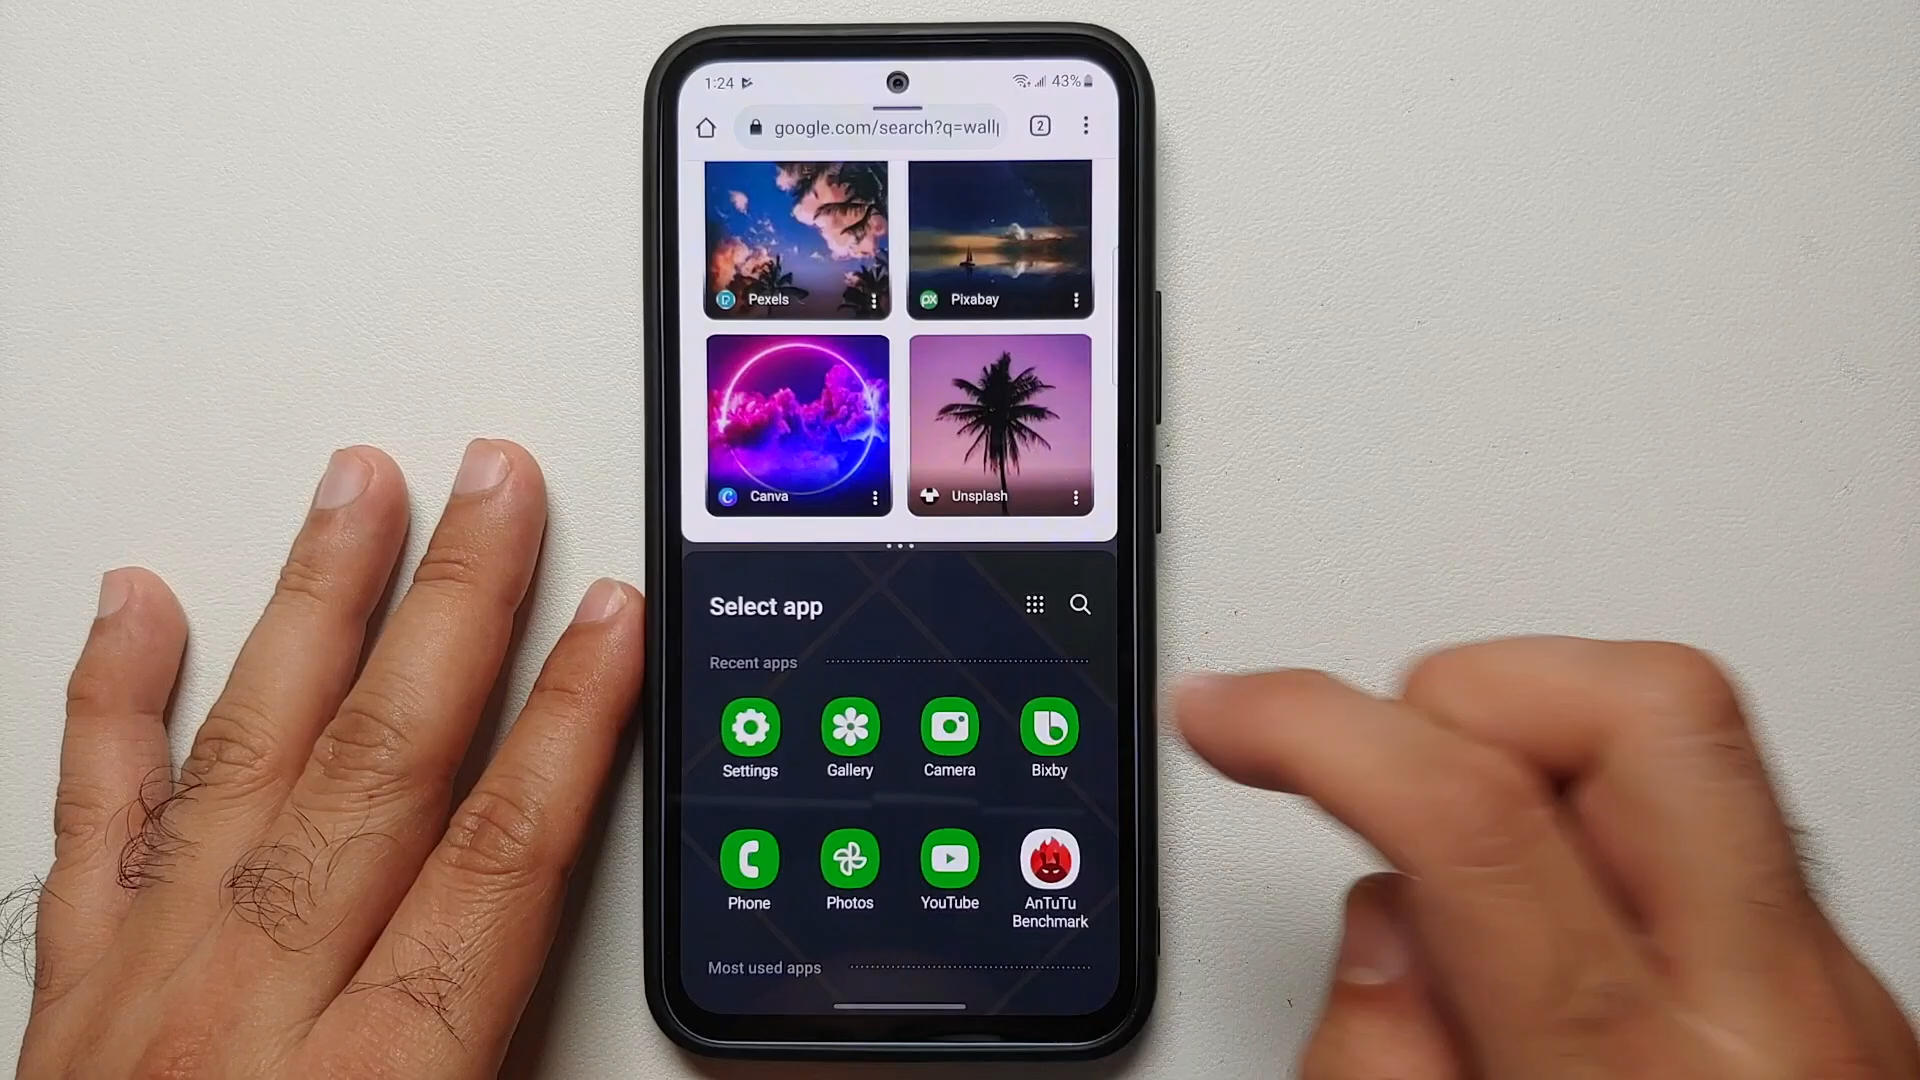 1:24
43%
google.com/search?q=wall
2
Pexels
Pixabay
px
Canva
Unsplash
Select app
Recent apps
Settings
Gallery
Camera
Bixby
Phone
Photos
YouTube
AnTuTu
Benchmark
Most used apps